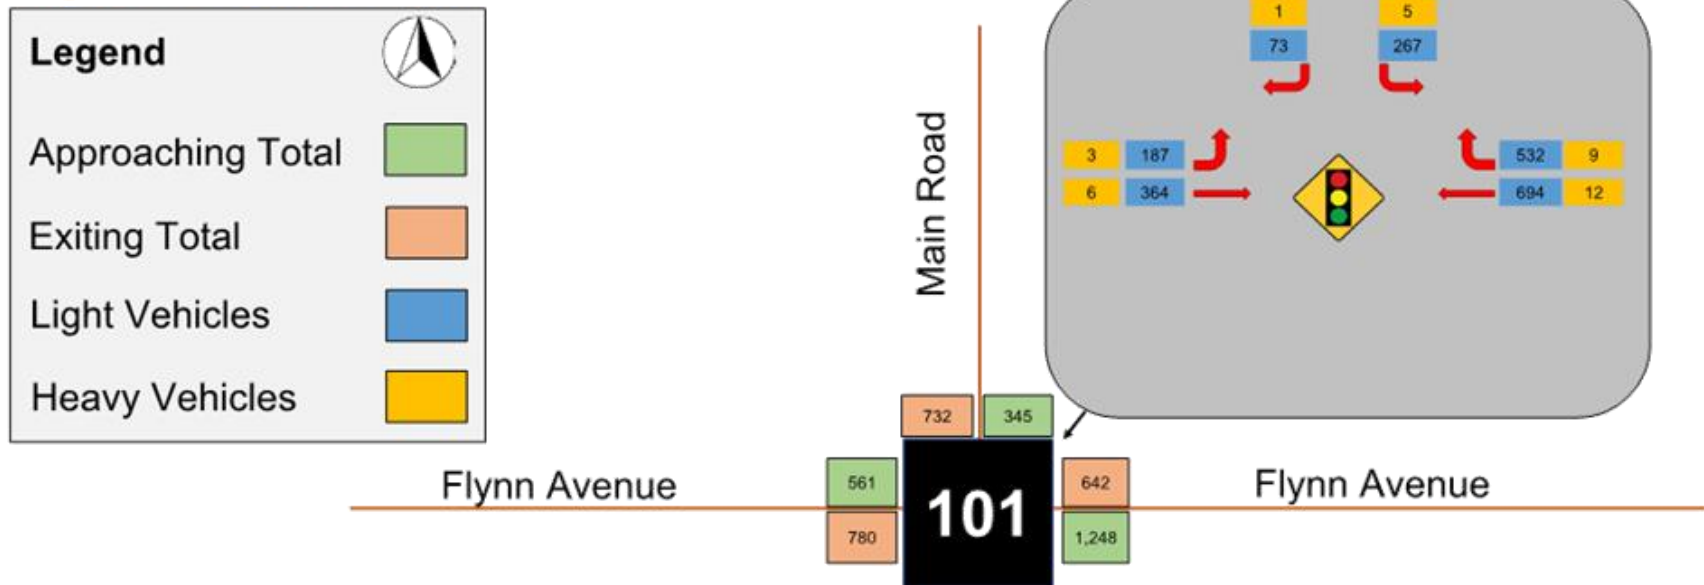 Legend
Approaching Total
Exiting Total
Light Vehicles
Heavy Vehicles
Main Road
1 5
73 267
3 187 532 9
6 364 694 12
732 345
Flynn Avenue 561 642 Flynn Avenue
101
780 1,248